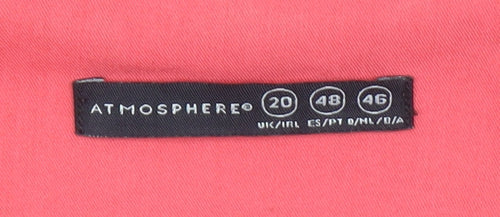 ATMOSPHERE® 20 48 46
UK/IRL ES/PT D/NL/B/A